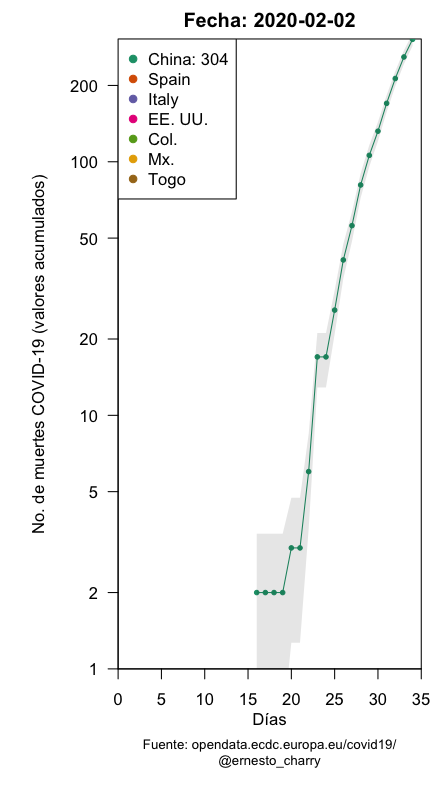 Fecha: 2020-02-02
China: 304
Spain
Italy
EE. UU.
Col.
Mx.
Togo
No. de muertes COVID-19 (valores acumulados)
200
100
50
20
10
5
2
1
0 5 10 15 20 25 30 35
Días
Fuente: opendata.ecdc.europa.eu/covid19/
@ernesto_charry